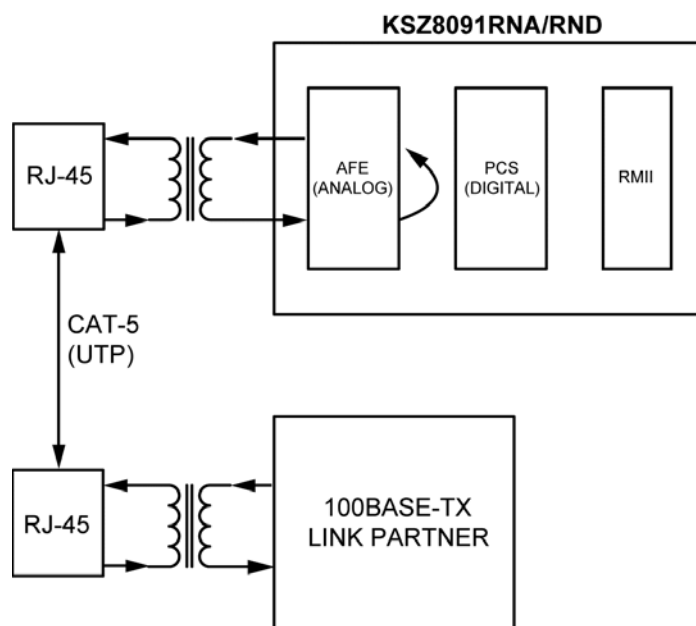 KSZ8091RNA/RND
RJ-45
AFE
(ANALOG)
PCS
(DIGITAL)
RMII
CAT-5
(UTP)
RJ-45
100BASE-TX
LINK PARTNER